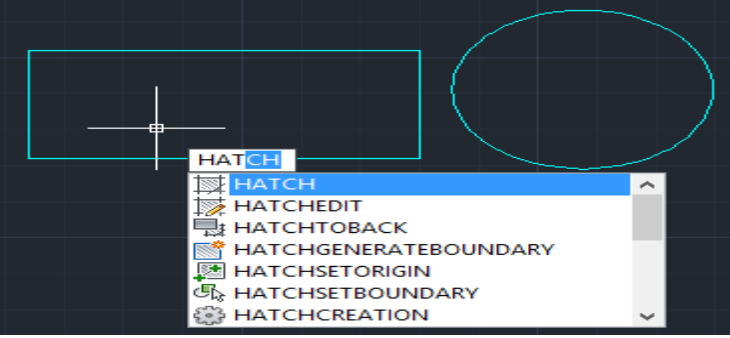 HATCH
HATCH
HATCHEDIT
HATCHTOBACK
HATCHGENERATEBOUNDARY
HATCHSETORIGIN
HATCHSETBOUNDARY
HATCHCREATION